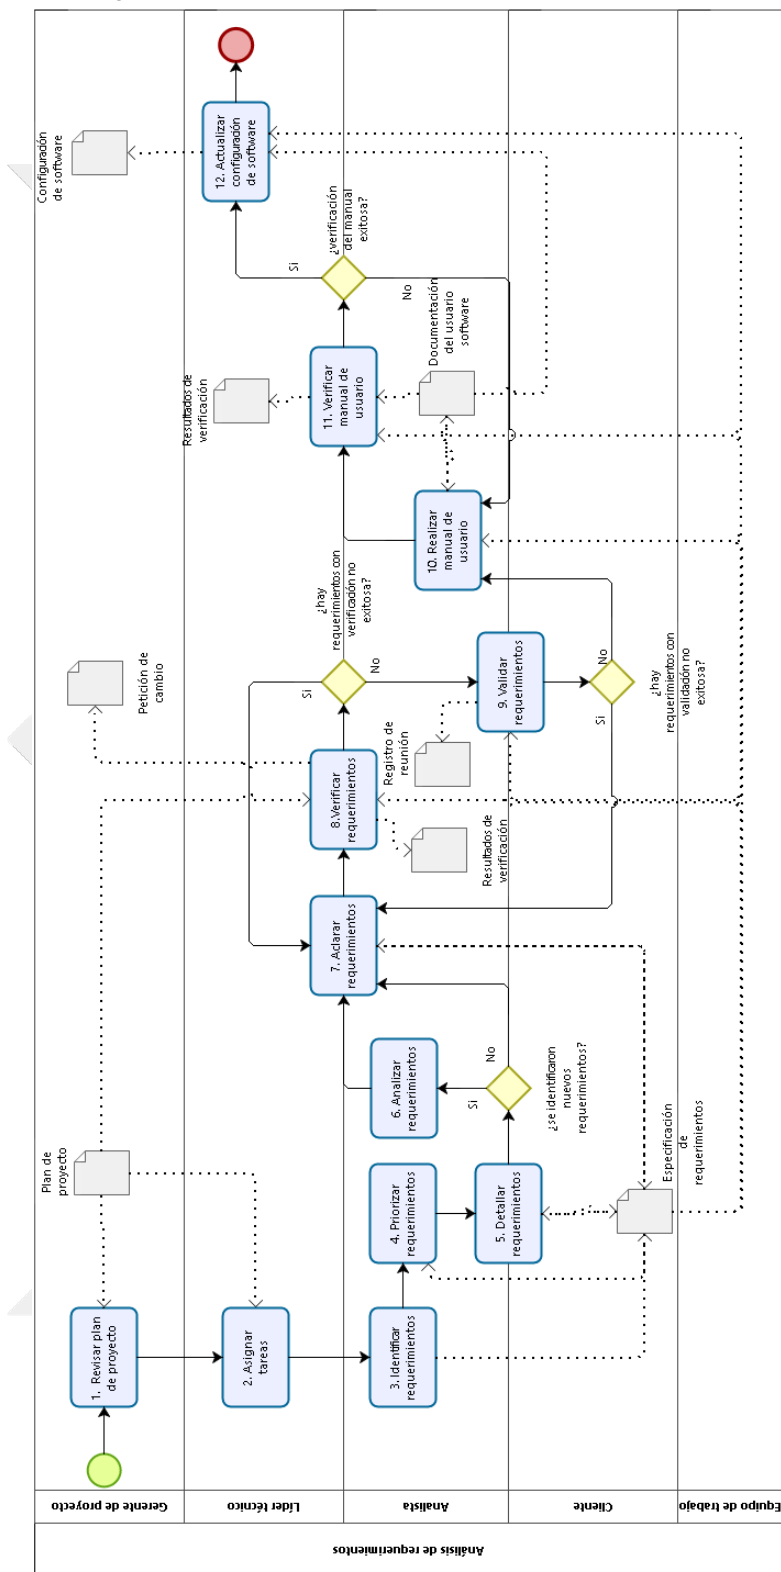 Análisis de requerimientos
Gerente de proyecto
Líder técnico
Analista
Cliente
Equipo de trabajo
1. Revisar plan
de proyecto
Plan de
proyecto
2. Asignar
tareas
3. Identificar
requerimientos
4. Priorizar
requerimientos
5. Detallar
requerimientos
Especificación
de
requerimientos
¿se identificaron
nuevos
requerimientos?
Si
No
6. Analizar
requerimientos
7. Aclarar
requerimientos
8.Verificar
requerimientos
Resultados de
verificación
Petición de
cambio
¿hay
requerimientos con
verificación no
exitosa?
Si
No
Registro de
reunión
9. Validar
requerimientos
¿hay
requerimientos con
validación no
exitosa?
Si
No
10. Realizar
manual de
usuario
Documentación
del usuario
software
11. Verificar
manual de
usuario
Resultados de
verificación
¿verificación
del manual
exitosa?
Si
No
12. Actualizar
configuración
de software
Configuración
de software